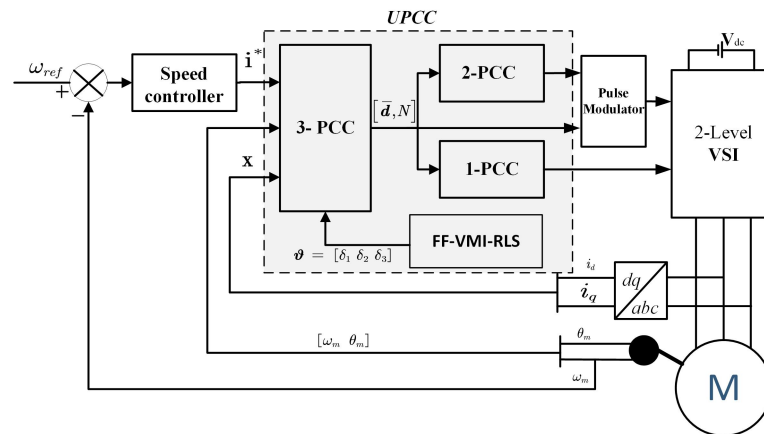 UPCC
V_dc
ω_ref
+
−
Speed
controller
i*
3- PCC
[d̅, N]
2-PCC
1-PCC
Pulse
Modulator
2-Level
VSI
x
FF-VMI-RLS
ϑ = [δ₁ δ₂ δ₃]
i_d
i_q
dq
abc
[ω_m θ_m]
θ_m
ω_m
M